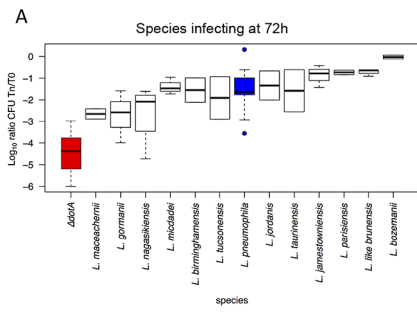 A
Species infecting at 72h
Log10 ratio CFU Tn/T0
0
−1
−2
−3
−4
−5
−6
ΔdotA
L. maceachernii
L. gormanii
L. nagasikiensis
L. micdadei
L. birminghamensis
L. tucsonensis
L. pneumophila
L. jordanis
L. taurinensis
L. jamestowniensis
L. parisiensis
L. like brunensis
L. bozemanii
species